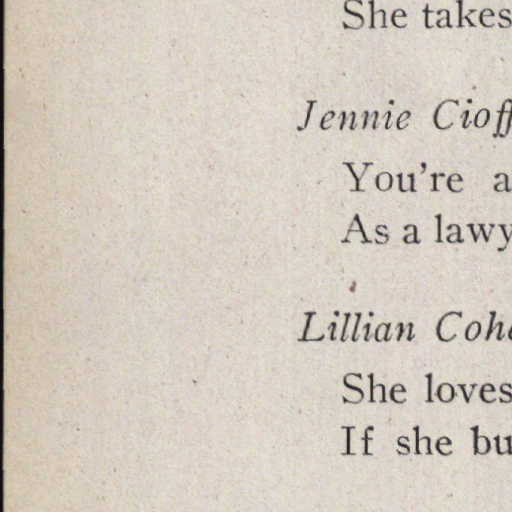 She takes
Jennie Cioff
You're a
As a lawy
Lillian Cohe
She loves
If she bu